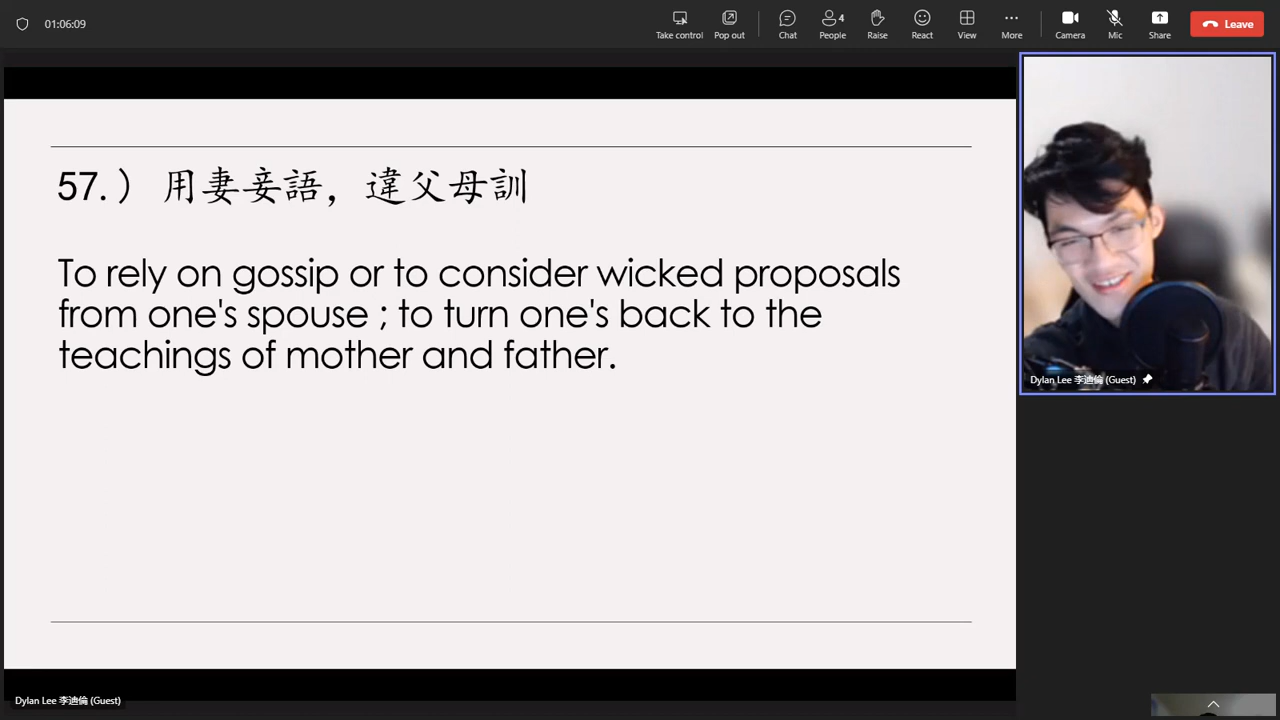 01:06:09
Take control
Pop out
Chat
4
People
Raise
React
View
More
Camera
Mic
Share
Leave
57.） 用妻妾語，違父母訓
To rely on gossip or to consider wicked proposals
from one's spouse ; to turn one's back to the
teachings of mother and father.
Dylan Lee 李迪倫 (Guest)
Dylan Lee 李迪倫 (Guest)